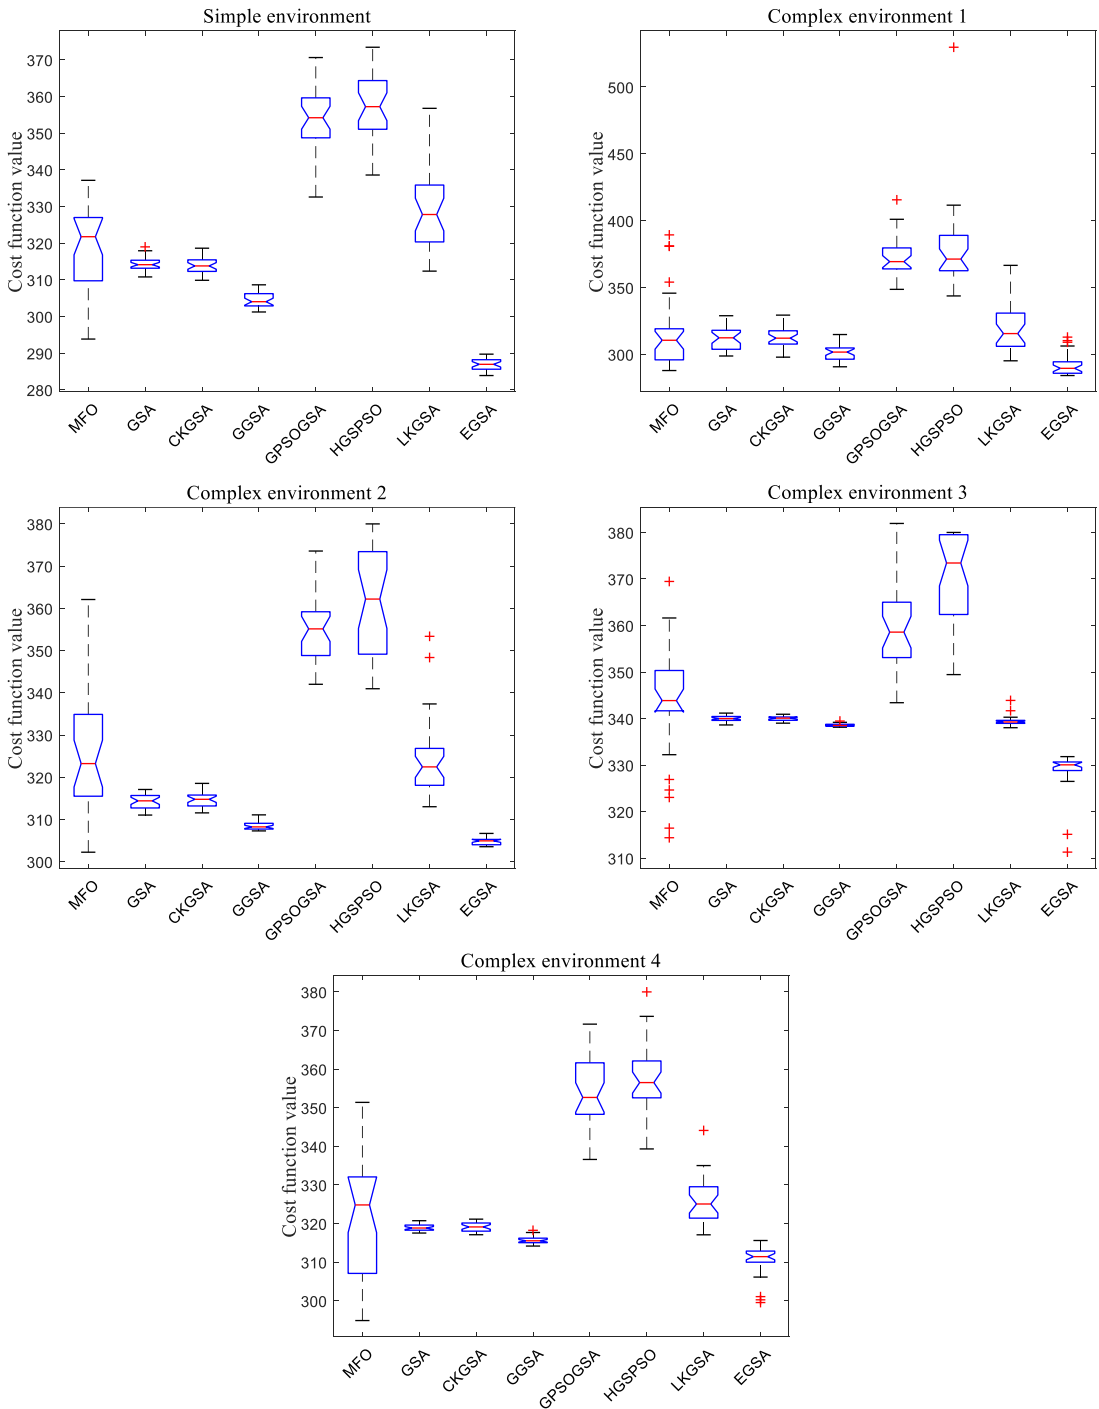 Simple environment
Cost function value
370
360
350
340
330
320
310
300
290
280
MFO
GSA
CKGSA
GGSA
GPSOGSA
HGSPSO
LKGSA
EGSA
Complex environment 1
Cost function value
500
450
400
350
300
MFO
GSA
CKGSA
GGSA
GPSOGSA
HGSPSO
LKGSA
EGSA
Complex environment 2
Cost function value
380
370
360
350
340
330
320
310
300
MFO
GSA
CKGSA
GGSA
GPSOGSA
HGSPSO
LKGSA
EGSA
Complex environment 3
Cost function value
380
370
360
350
340
330
320
310
MFO
GSA
CKGSA
GGSA
GPSOGSA
HGSPSO
LKGSA
EGSA
Complex environment 4
Cost function value
380
370
360
350
340
330
320
310
300
MFO
GSA
CKGSA
GGSA
GPSOGSA
HGSPSO
LKGSA
EGSA